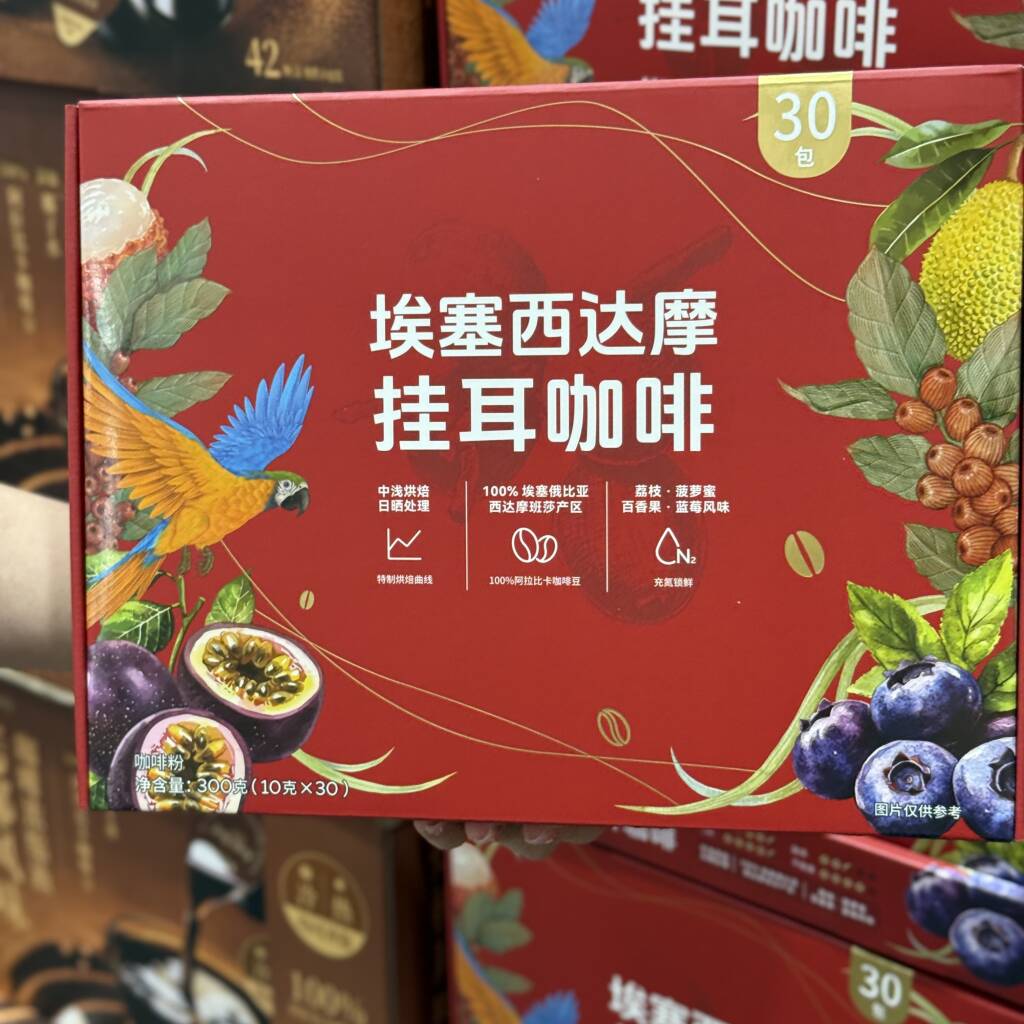 42
挂耳咖啡
30
包
埃塞西达摩
挂耳咖啡
中浅烘焙
日晒处理
特制烘焙曲线
100% 埃塞俄比亚
西达摩班莎产区
100%阿拉比卡咖啡豆
荔枝·菠萝蜜
百香果·蓝莓风味
N₂
充氮锁鲜
咖啡粉
净含量：300克(10克×30)
图片仅供参考
100%
埃塞西
30